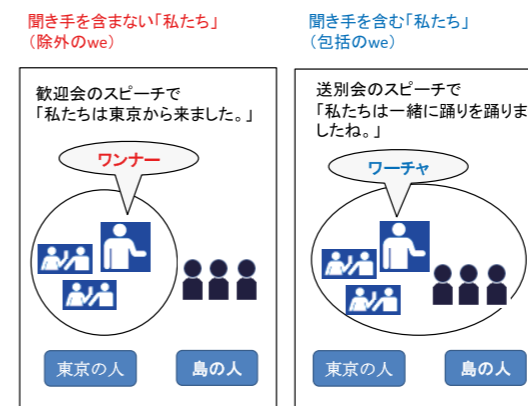 聞き手を含まない「私たち」
（除外のwe）
歓迎会のスピーチで
「私たちは東京から来ました。」
ワンナー
東京の人
島の人
聞き手を含む「私たち」
（包括のwe）
送別会のスピーチで
「私たちは一緒に踊りを踊りま
したね。」
ワーチャ
東京の人
島の人